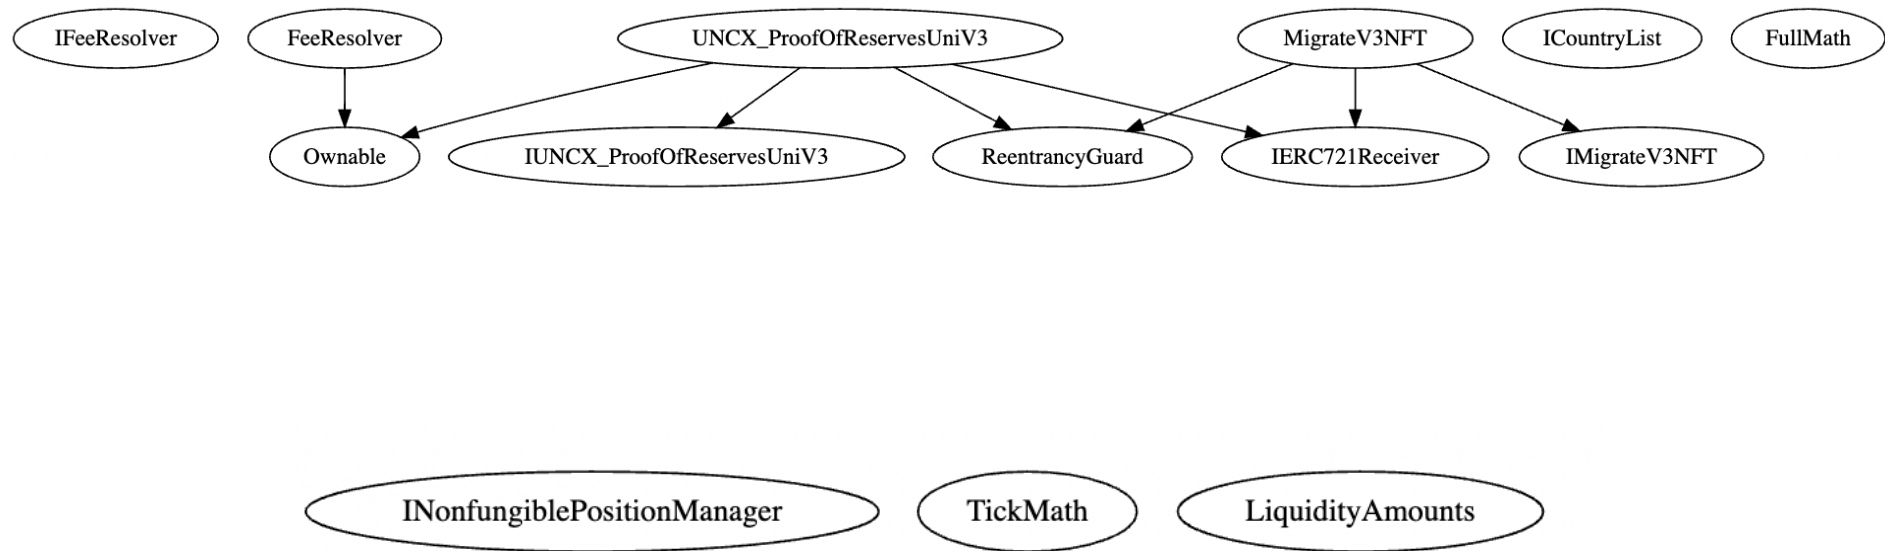 IFeeResolver
FeeResolver
UNCX_ProofOfReservesUniV3
MigrateV3NFT
ICountryList
FullMath
Ownable
IUNCX_ProofOfReservesUniV3
ReentrancyGuard
IERC721Receiver
IMigrateV3NFT
INonfungiblePositionManager
TickMath
LiquidityAmounts